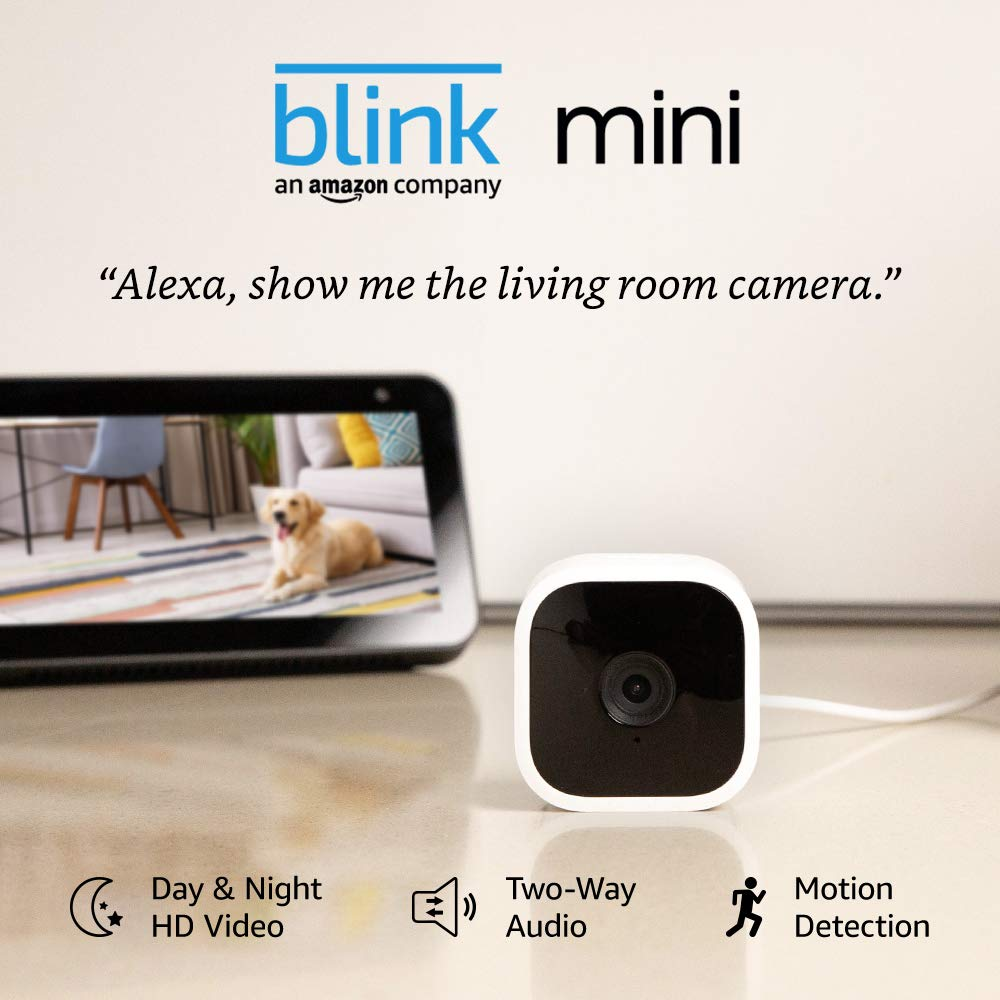 blink mini
an amazon company
“Alexa, show me the living room camera.”
Day & Night
HD Video
Two-Way
Audio
Motion
Detection